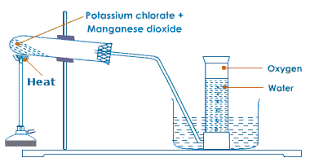 Potassium chlorate +
Manganese dioxide
Heat
Oxygen
Water